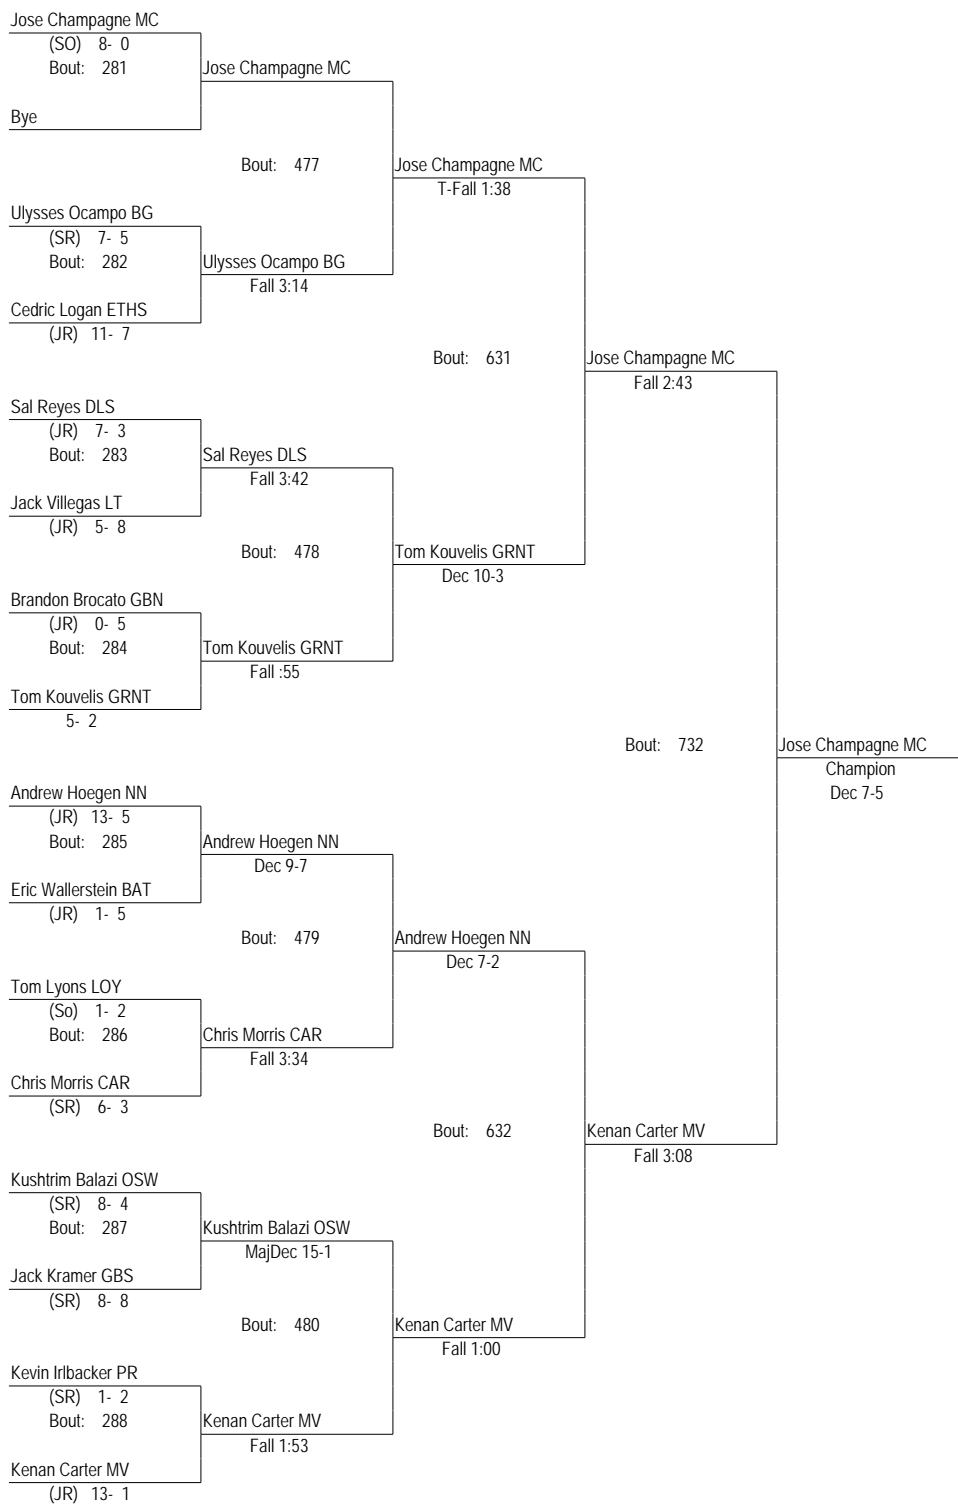 Jose Champagne MC
(SO) 8- 0
Bout: 281
Jose Champagne MC
Bye
Bout: 477
Jose Champagne MC
T-Fall 1:38
Ulysses Ocampo BG
(SR) 7- 5
Bout: 282
Ulysses Ocampo BG
Fall 3:14
Cedric Logan ETHS
(JR) 11- 7
Bout: 631
Jose Champagne MC
Fall 2:43
Sal Reyes DLS
(JR) 7- 3
Bout: 283
Sal Reyes DLS
Fall 3:42
Jack Villegas LT
(JR) 5- 8
Bout: 478
Tom Kouvelis GRNT
Dec 10-3
Brandon Brocato GBN
(JR) 0- 5
Bout: 284
Tom Kouvelis GRNT
Fall :55
Tom Kouvelis GRNT
5- 2
Bout: 732
Jose Champagne MC
Champion
Dec 7-5
Andrew Hoegen NN
(JR) 13- 5
Bout: 285
Andrew Hoegen NN
Dec 9-7
Eric Wallerstein BAT
(JR) 1- 5
Bout: 479
Andrew Hoegen NN
Dec 7-2
Tom Lyons LOY
(So) 1- 2
Bout: 286
Chris Morris CAR
Fall 3:34
Chris Morris CAR
(SR) 6- 3
Bout: 632
Kenan Carter MV
Fall 3:08
Kushtrim Balazi OSW
(SR) 8- 4
Bout: 287
Kushtrim Balazi OSW
MajDec 15-1
Jack Kramer GBS
(SR) 8- 8
Bout: 480
Kenan Carter MV
Fall 1:00
Kevin Irlbacker PR
(SR) 1- 2
Bout: 288
Kenan Carter MV
Fall 1:53
Kenan Carter MV
(JR) 13- 1